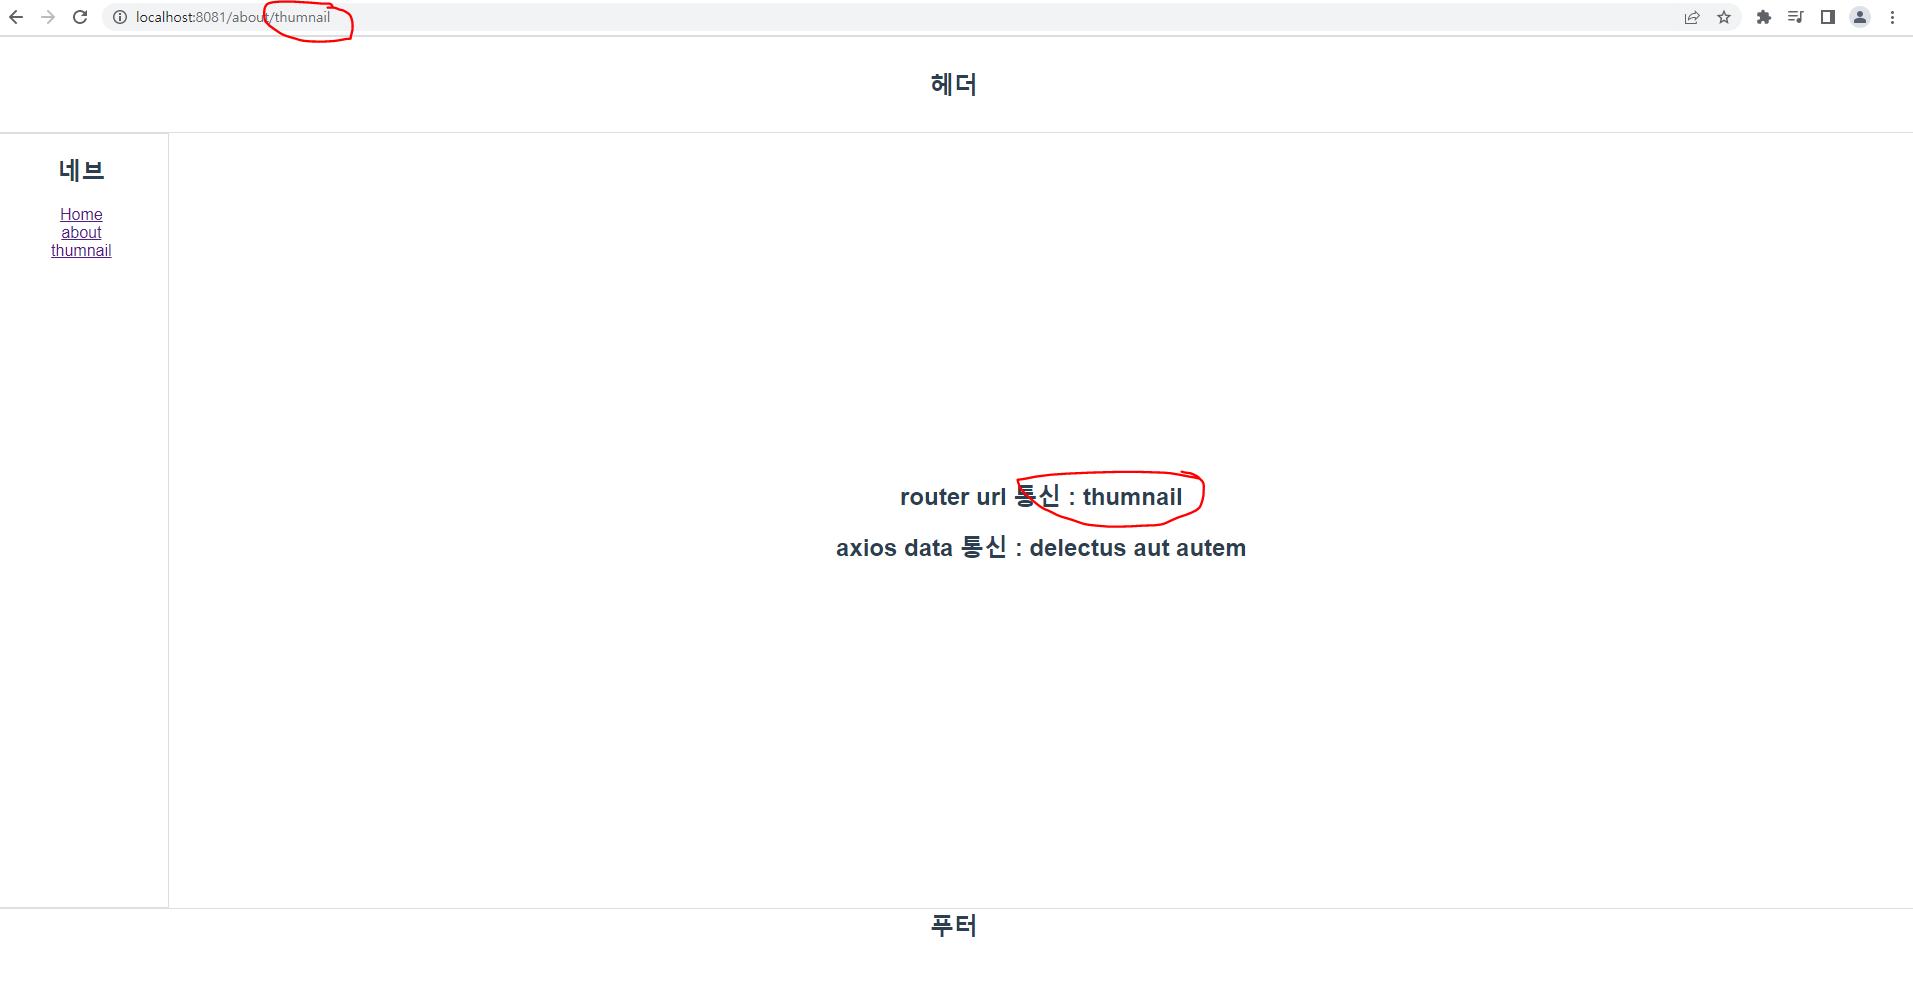 localhost:8081/about/thumnail
헤더
네브
Home
about
thumnail
router url 통신 : thumnail
axios data 통신 : delectus aut autem
푸터